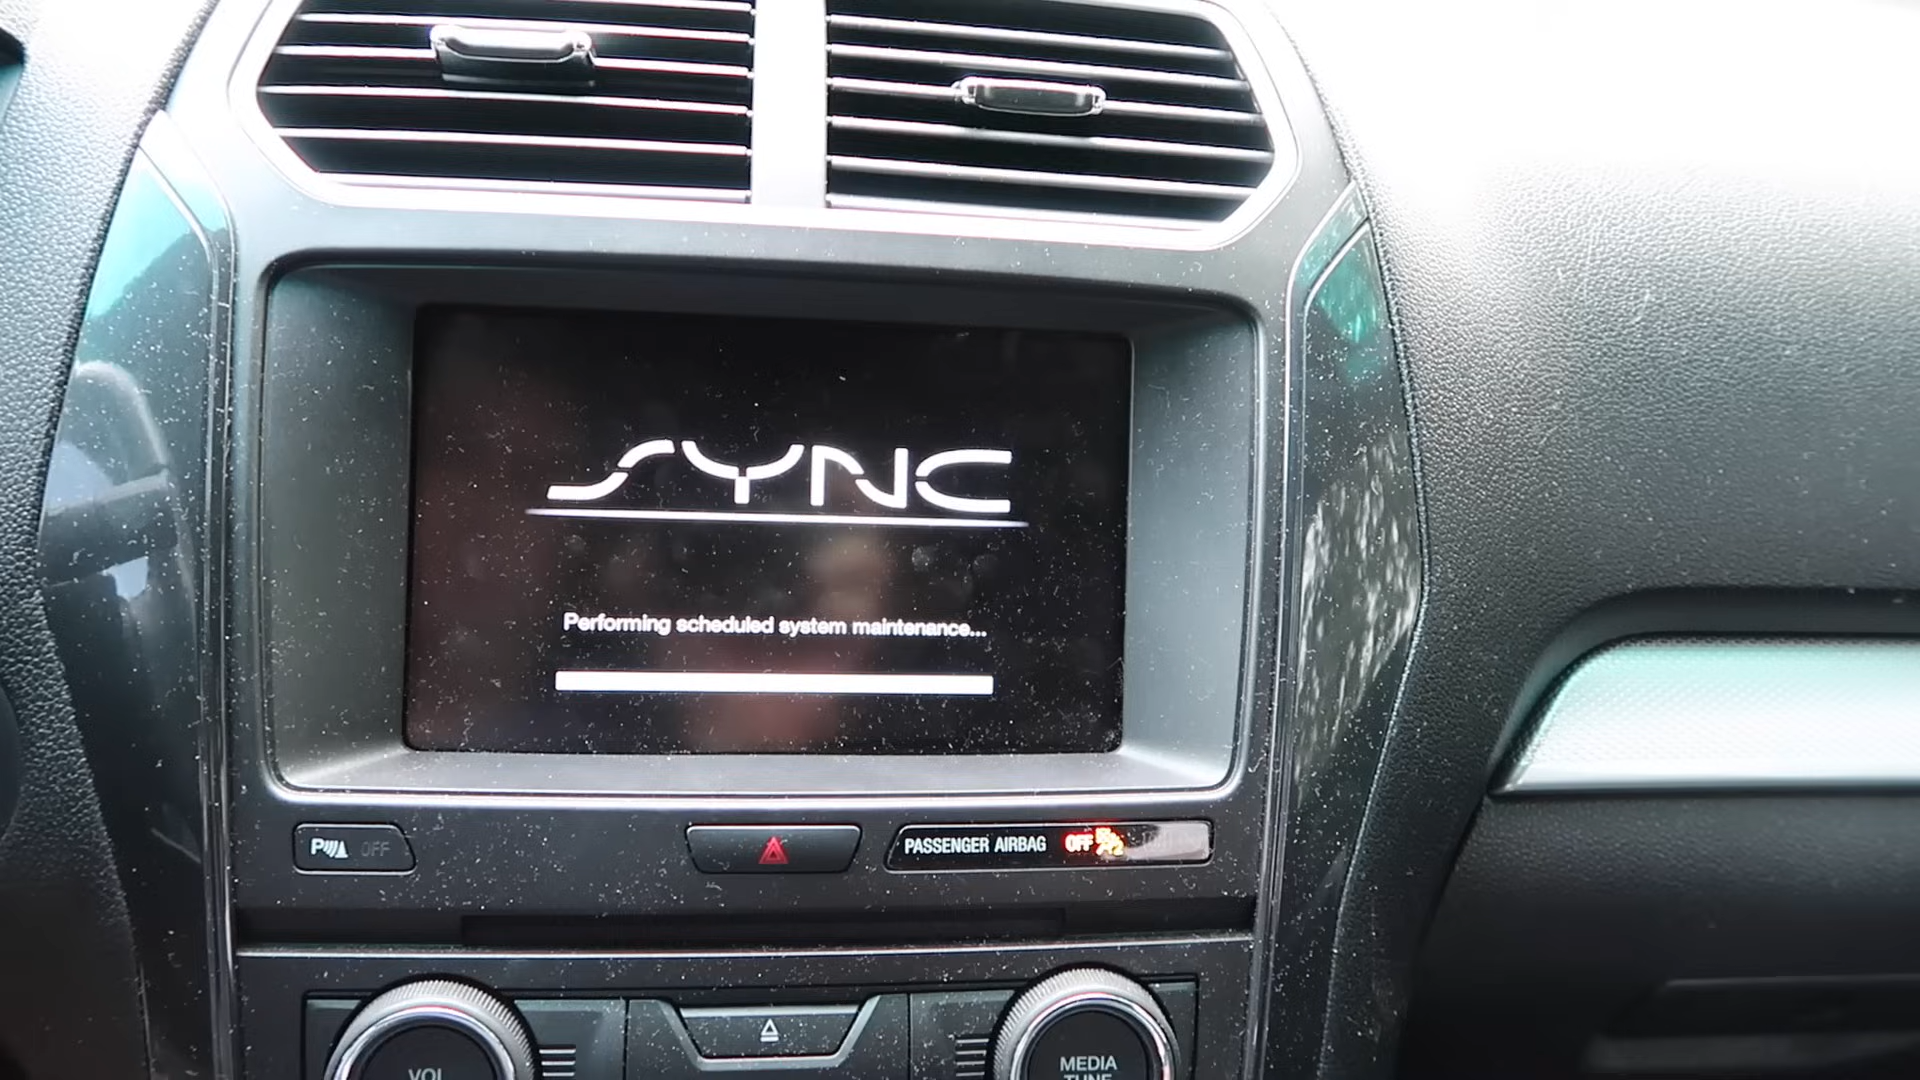 SYNC
Performing scheduled system maintenance...
P OFF
PASSENGER AIRBAG OFF
VOL
MEDIA
TUNE